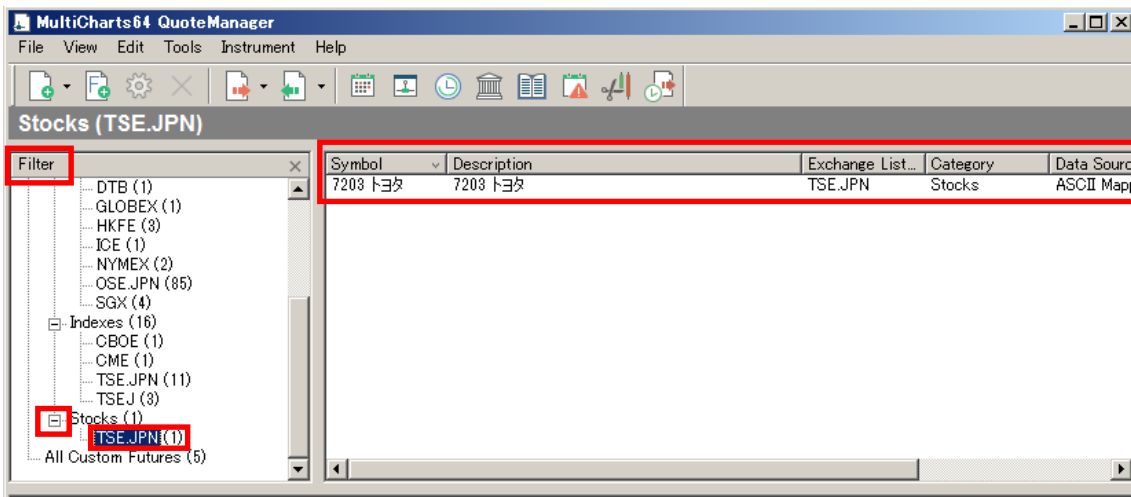 MultiCharts64 QuoteManager
File View Edit Tools Instrument Help
Stocks (TSE.JPN)
Filter
DTB (1)
GLOBEX (1)
HKFE (3)
ICE (1)
NYMEX (2)
OSE.JPN (85)
SGX (4)
Indexes (16)
CBOE (1)
CME (1)
TSE.JPN (11)
TSEJ (3)
Stocks (1)
TSE.JPN (1)
All Custom Futures (5)
Symbol Description Exchange List... Category Data Sourc
7203 トヨタ 7203 トヨタ TSE.JPN Stocks ASCII Mapp